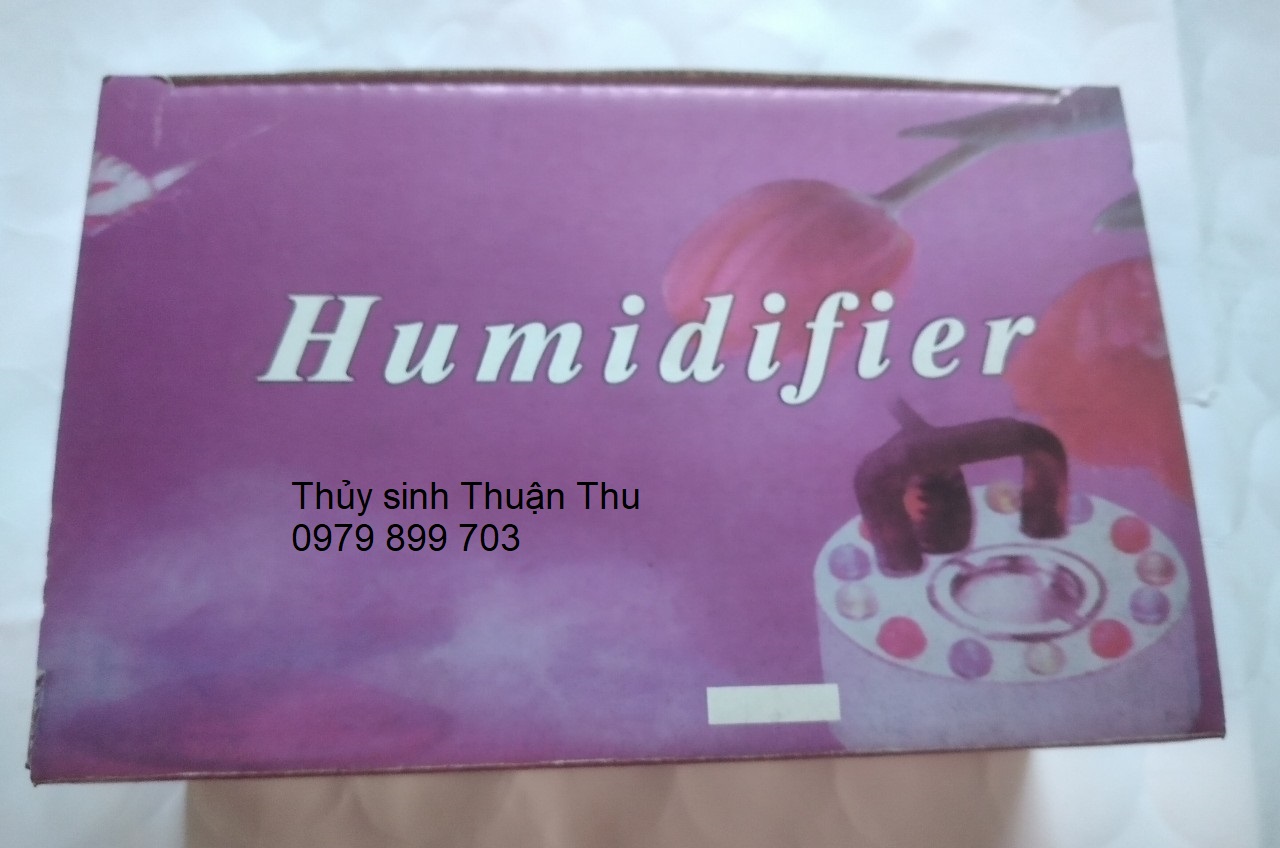 Humidifier
Thủy sinh Thuận Thu
0979 899 703